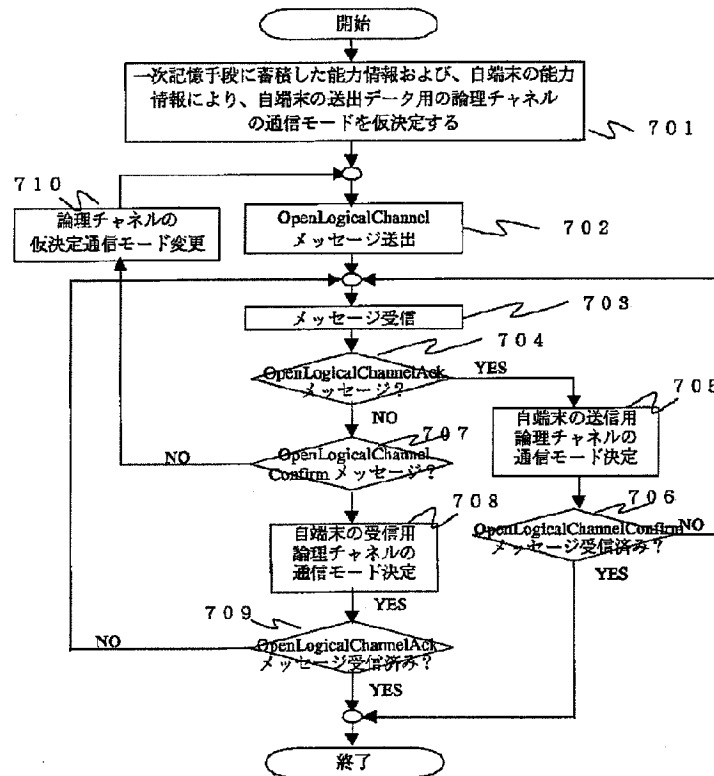 開始
一次記憶手段に蓄積した能力情報および、自端末の能力
情報により、自端末の送出データ用の論理チャネル
の通信モードを仮決定する
701
710
論理チャネルの
仮決定通信モード変更
OpenLogicalChannel
メッセージ送出
702
メッセージ受信
703
704
OpenLogicalChannelAck
メッセージ?
YES
NO
705
自端末の送信用
論理チャネルの
通信モード決定
707
OpenLogicalChannel
Confirm メッセージ?
NO
706
OpenLogicalChannelConfirm
メッセージ受信済み?
NO
YES
708
自端末の受信用
論理チャネルの
通信モード決定
YES
709
OpenLogicalChannelAck
メッセージ受信済み?
NO
YES
終了